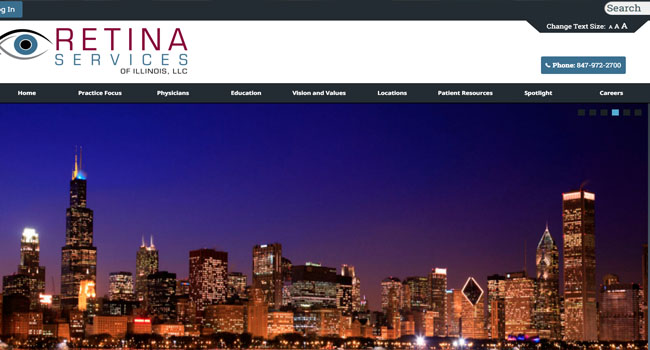 og In
Search
Change Text Size: A A A
RETINA
SERVICES
OF ILLINOIS, LLC
Phone: 847-972-2700
Home Practice Focus Physicians Education Vision and Values Locations Patient Resources Spotlight Careers